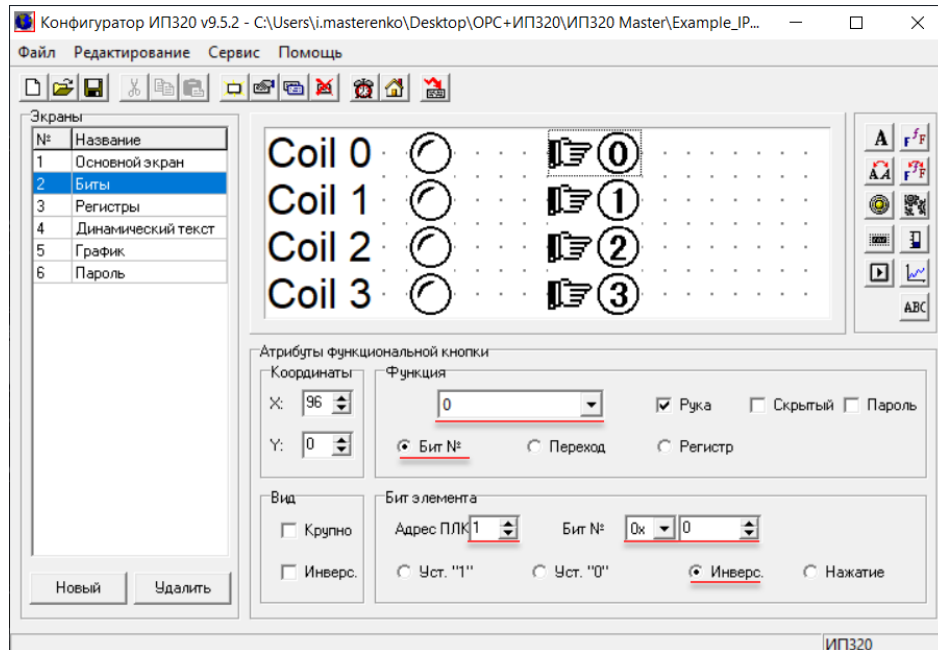 Конфигуратор ИП320 v9.5.2 - C:\Users\i.masterenko\Desktop\OPC+ИП320\ИП320 Master\Example_IP...
Файл Редактирование Сервис Помощь
Экраны
№ Название
1 Основной экран
2 Биты
3 Регистры
4 Динамический текст
5 График
6 Пароль
Новый Удалить
Coil 0 0
Coil 1 1
Coil 2 2
Coil 3 3
A FfF
AA FFF
ABC
Атрибуты функциональной кнопки
Координаты
X: 96
Y: 0
Функция
0 Рука Скрытый Пароль
Бит № Переход Регистр
Вид
Крупно
Инверс.
Бит элемента
Адрес ПЛК 1 Бит № 0x 0
Уст. "1" Уст. "0" Инверс. Нажатие
ИП320